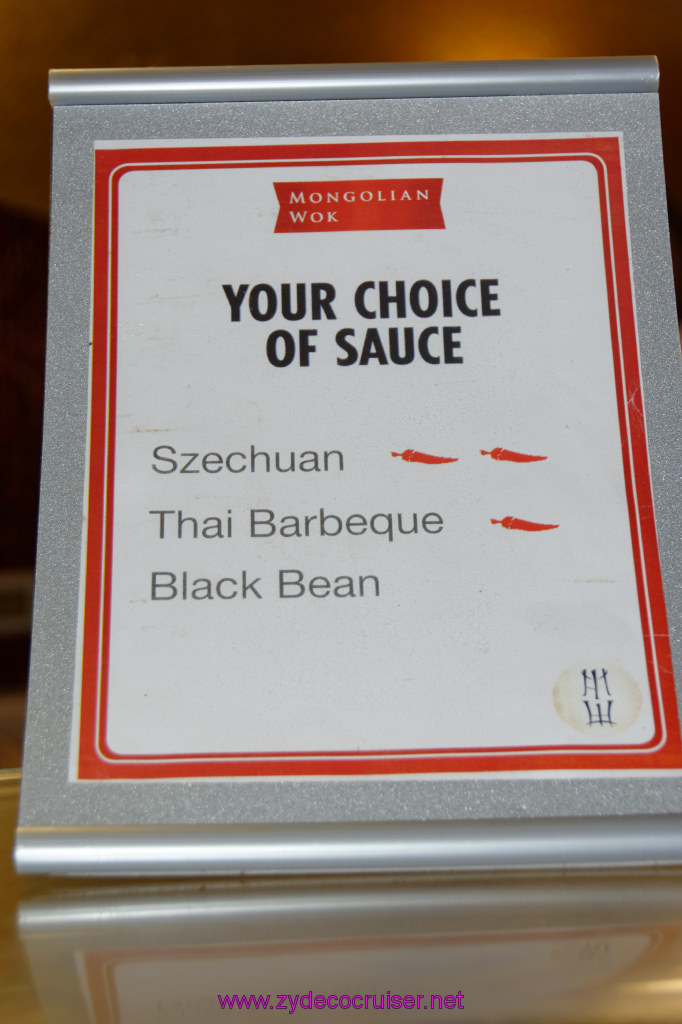 MONGOLIAN
WOK
YOUR CHOICE
OF SAUCE
Szechuan
Thai Barbeque
Black Bean
www.zydecocruiser.net